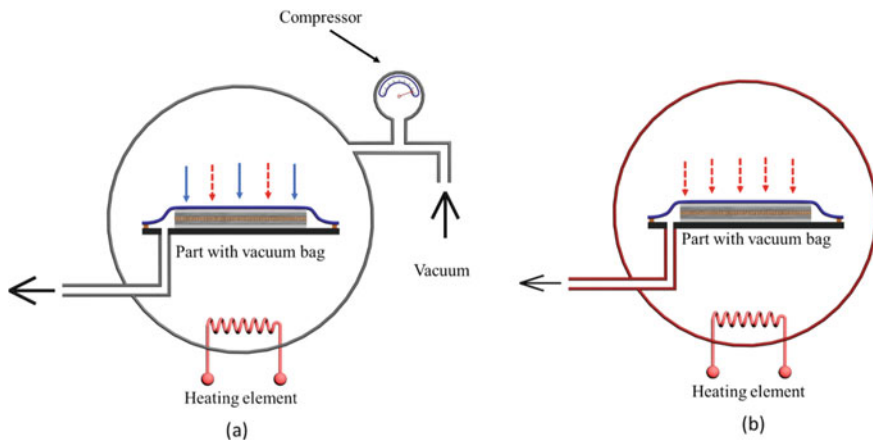 Compressor
Part with vacuum bag
Vacuum
Heating element
(a)
Part with vacuum bag
Heating element
(b)